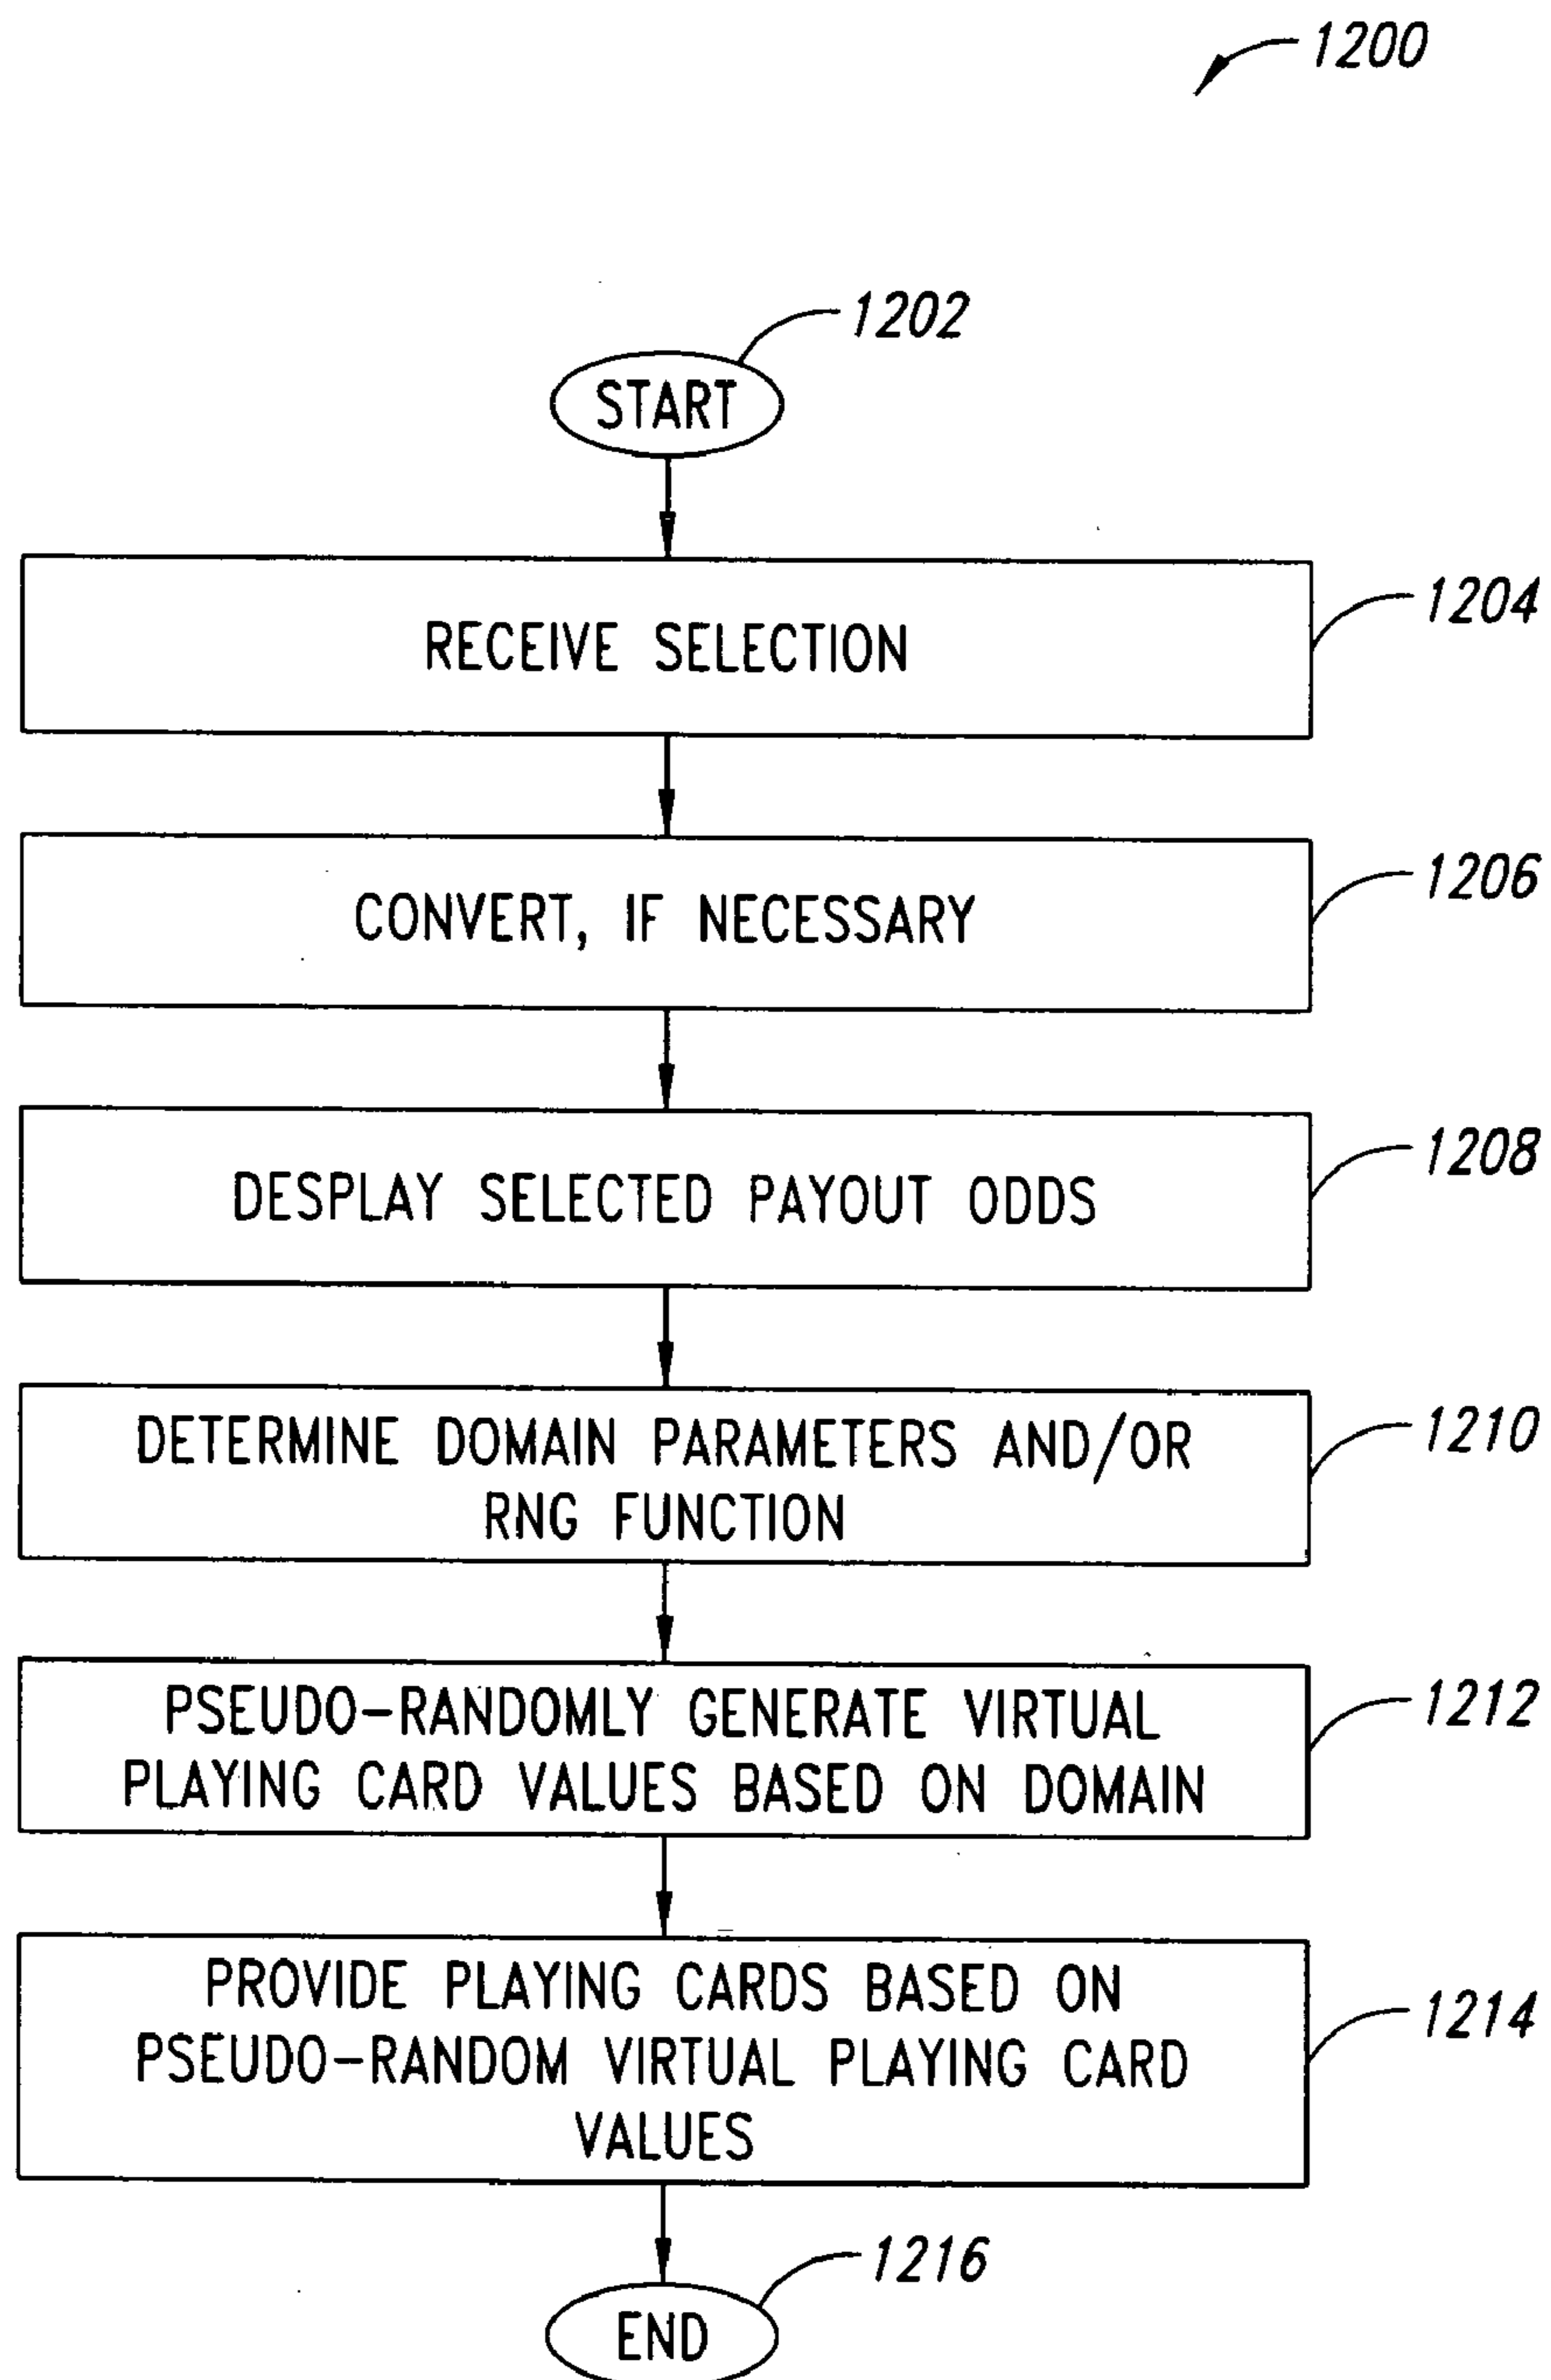 1200
1202
START
RECEIVE SELECTION
1204
CONVERT, IF NECESSARY
1206
DESPLAY SELECTED PAYOUT ODDS
1208
DETERMINE DOMAIN PARAMETERS AND/OR
RNG FUNCTION
1210
PSEUDO-RANDOMLY GENERATE VIRTUAL
PLAYING CARD VALUES BASED ON DOMAIN
1212
PROVIDE PLAYING CARDS BASED ON
PSEUDO-RANDOM VIRTUAL PLAYING CARD
VALUES
1214
1216
END